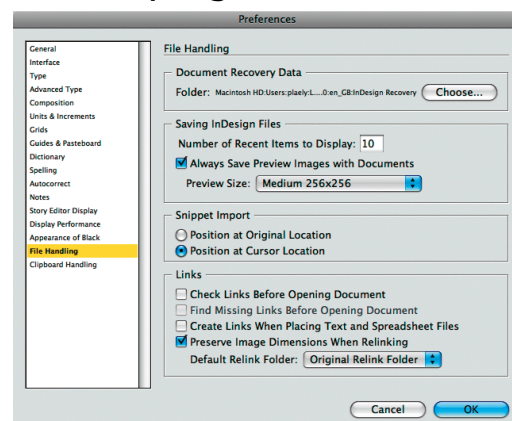 Preferences
General
Interface
Type
Advanced Type
Composition
Units & Increments
Grids
Guides & Pasteboard
Dictionary
Spelling
Autocorrect
Notes
Story Editor Display
Display Performance
Appearance of Black
File Handling
Clipboard Handling
File Handling
Document Recovery Data
Folder: Macintosh HD:Users:plaely:L....0:en_GB:InDesign Recovery Choose...
Saving InDesign Files
Number of Recent Items to Display: 10
Always Save Preview Images with Documents
Preview Size: Medium 256x256
Snippet Import
Position at Original Location
Position at Cursor Location
Links
Check Links Before Opening Document
Find Missing Links Before Opening Document
Create Links When Placing Text and Spreadsheet Files
Preserve Image Dimensions When Relinking
Default Relink Folder: Original Relink Folder
Cancel OK